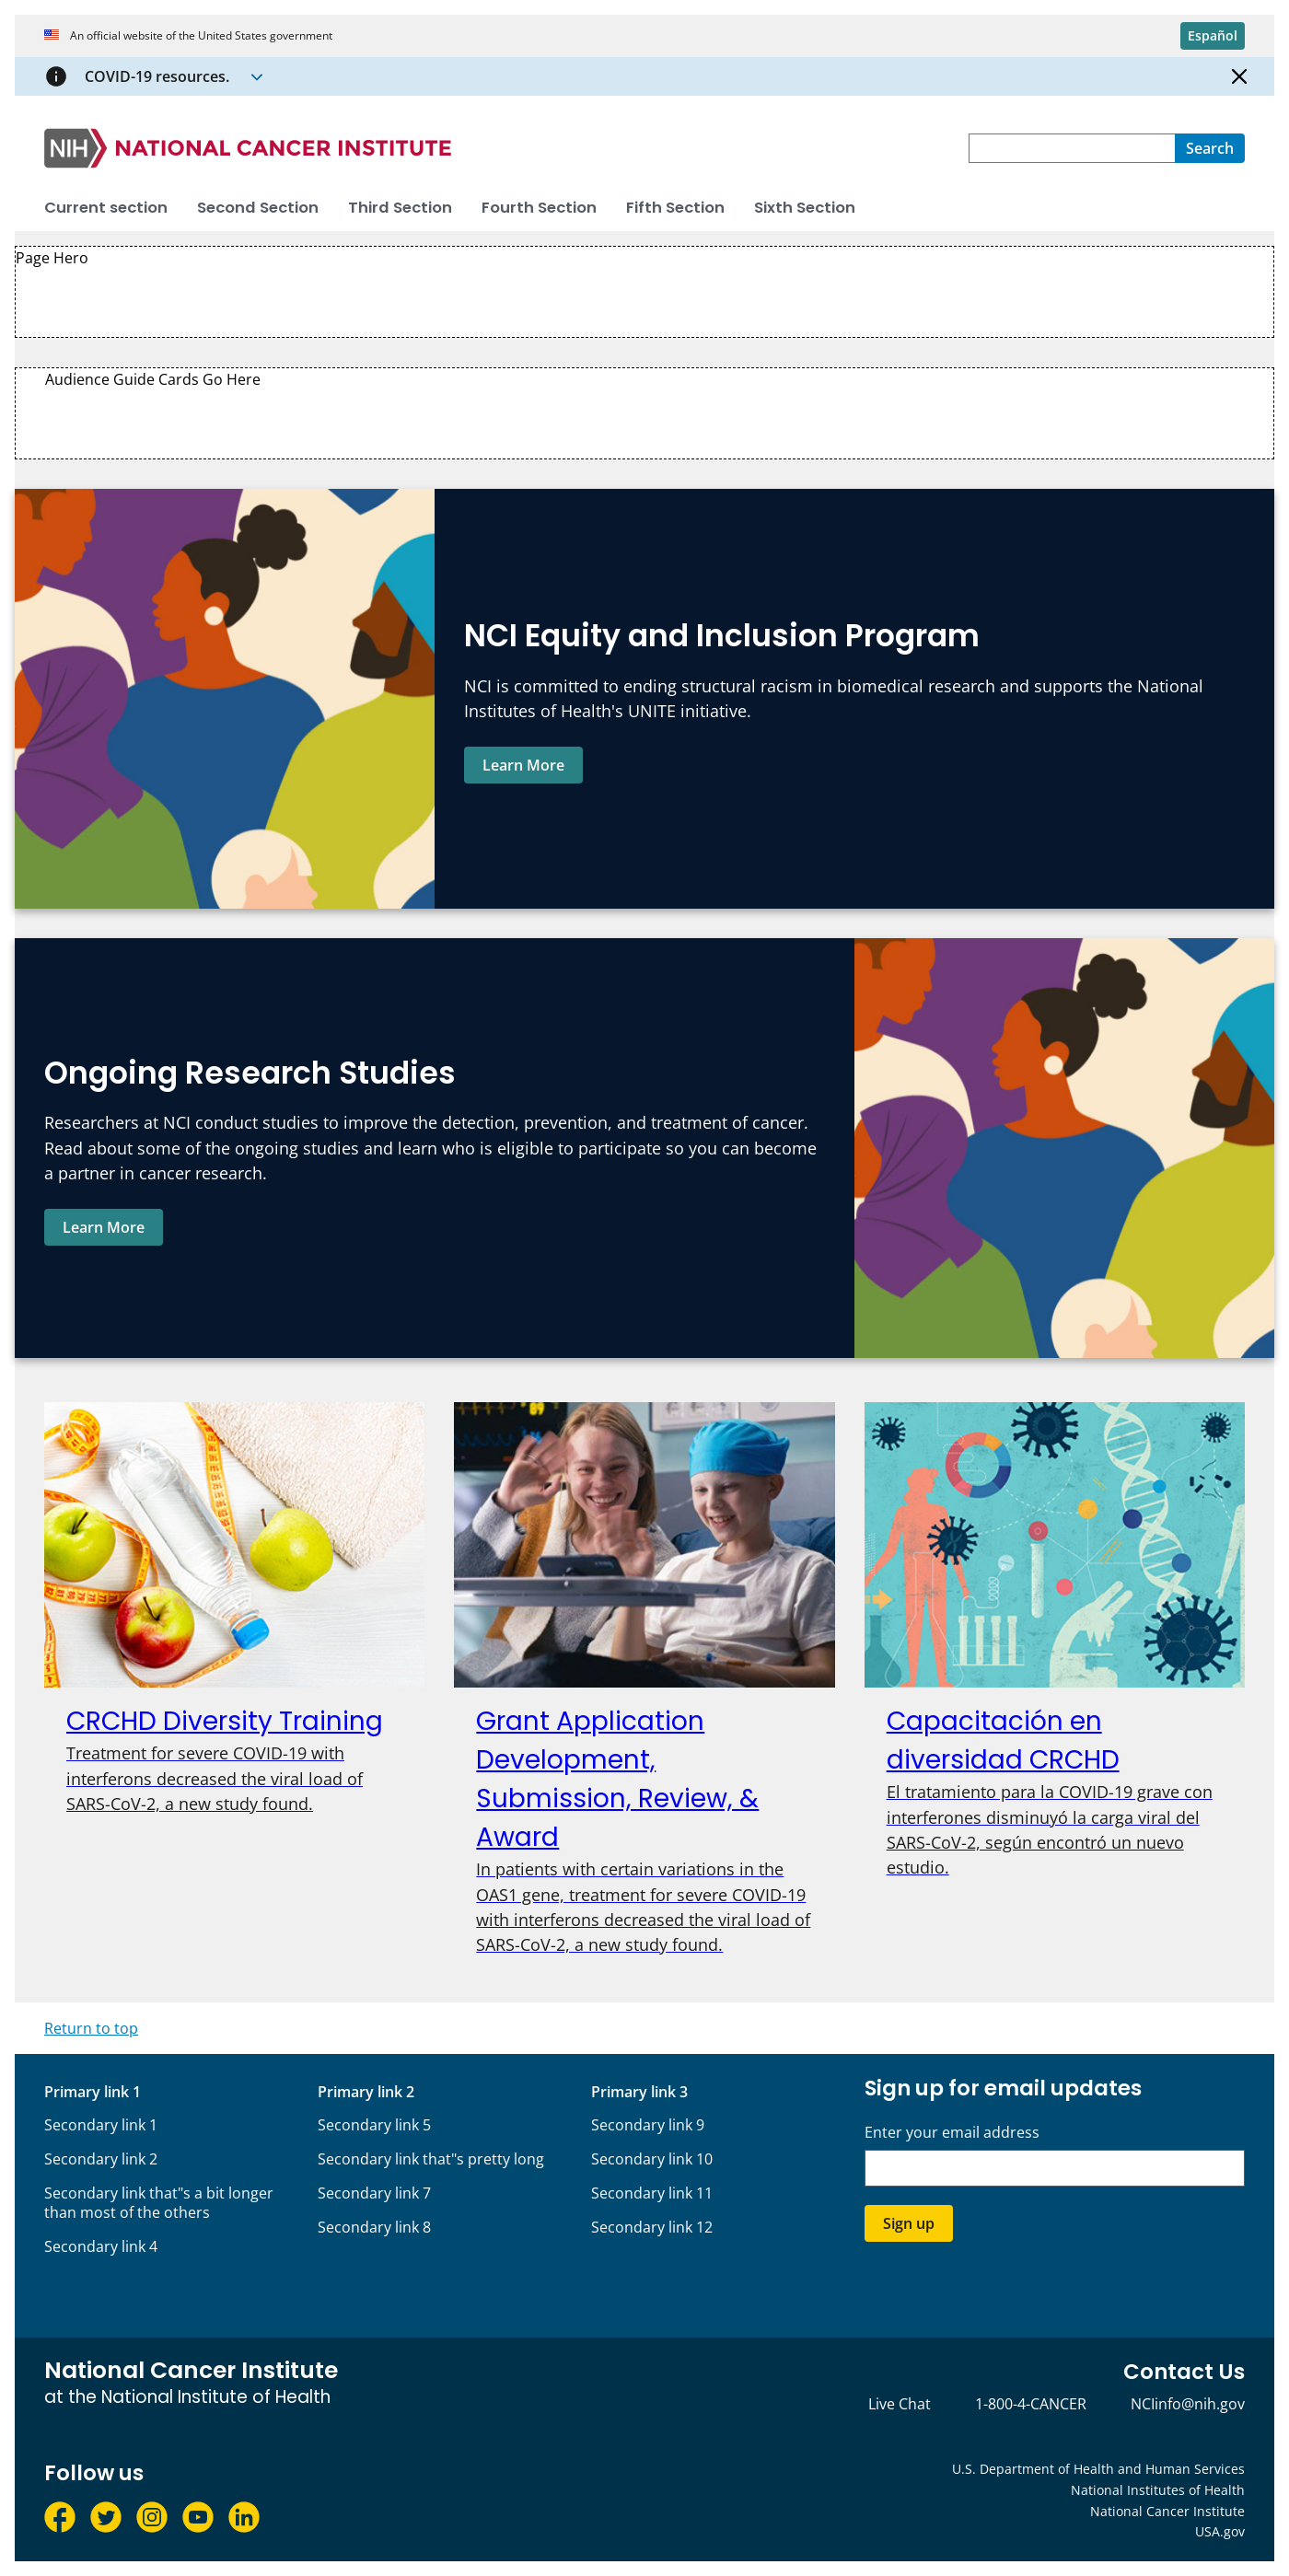 An official website of the United States government
Español
COVID-19 resources.
NIH NATIONAL CANCER INSTITUTE
Search
Current section Second Section Third Section Fourth Section Fifth Section Sixth Section
Page Hero
Audience Guide Cards Go Here
NCI Equity and Inclusion Program
NCI is committed to ending structural racism in biomedical research and supports the National
Institutes of Health's UNITE initiative.
Learn More
Ongoing Research Studies
Researchers at NCI conduct studies to improve the detection, prevention, and treatment of cancer.
Read about some of the ongoing studies and learn who is eligible to participate so you can become
a partner in cancer research.
Learn More
CRCHD Diversity Training
Treatment for severe COVID-19 with
interferons decreased the viral load of
SARS-CoV-2, a new study found.
Grant Application
Development,
Submission, Review, &
Award
In patients with certain variations in the
OAS1 gene, treatment for severe COVID-19
with interferons decreased the viral load of
SARS-CoV-2, a new study found.
Capacitación en
diversidad CRCHD
El tratamiento para la COVID-19 grave con
interferones disminuyó la carga viral del
SARS-CoV-2, según encontró un nuevo
estudio.
Return to top
Primary link 1
Secondary link 1
Secondary link 2
Secondary link that"s a bit longer
than most of the others
Secondary link 4
Primary link 2
Secondary link 5
Secondary link that"s pretty long
Secondary link 7
Secondary link 8
Primary link 3
Secondary link 9
Secondary link 10
Secondary link 11
Secondary link 12
Sign up for email updates
Enter your email address
Sign up
National Cancer Institute
at the National Institute of Health
Contact Us
Live Chat 1-800-4-CANCER NCIinfo@nih.gov
Follow us
U.S. Department of Health and Human Services
National Institutes of Health
National Cancer Institute
USA.gov